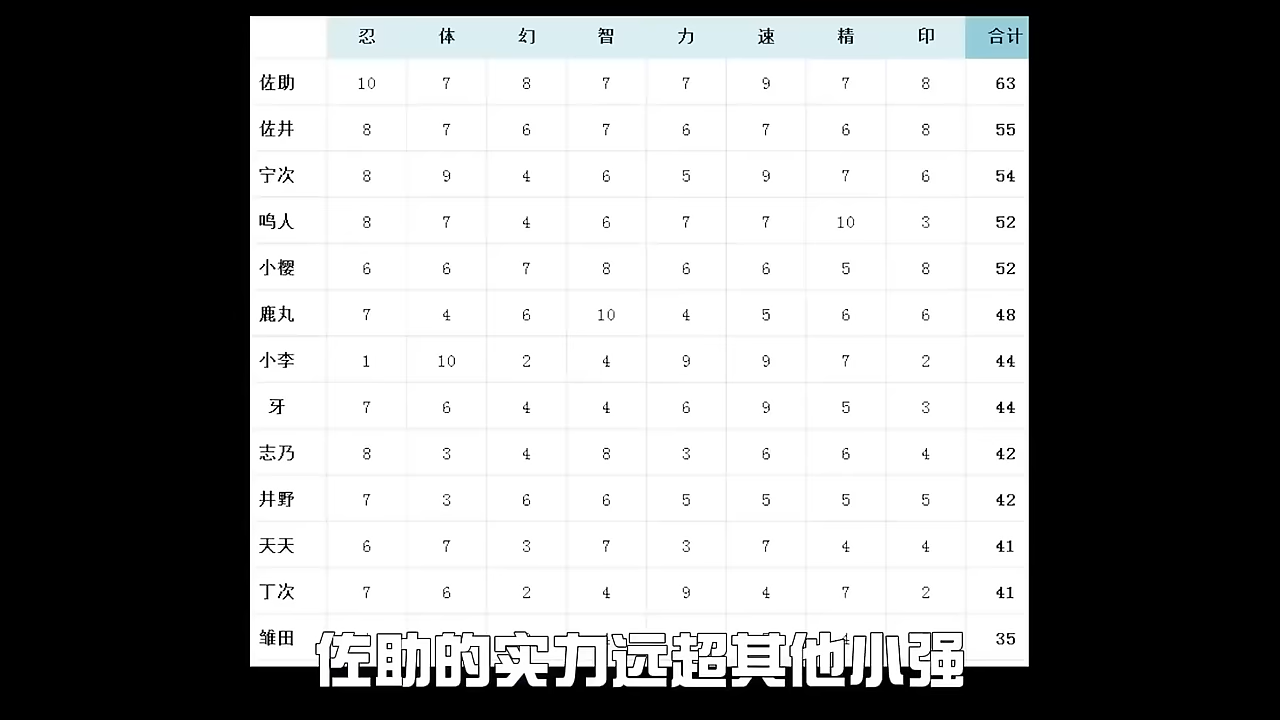 忍 体 幻 智 力 速 精 印 合计
佐助 10 7 8 7 7 9 7 8 63
佐井 8 7 6 7 6 7 6 8 55
宁次 8 9 4 6 5 9 7 6 54
鸣人 8 7 4 6 7 7 10 3 52
小樱 6 6 7 8 6 6 5 8 52
鹿丸 7 4 6 10 4 5 6 6 48
小李 1 10 2 4 9 9 7 2 44
牙 7 6 4 4 6 9 5 3 44
志乃 8 3 4 8 3 6 6 4 42
井野 7 3 6 6 5 5 5 5 42
天天 6 7 3 7 3 7 4 4 41
丁次 7 6 2 4 9 4 7 2 41
雏田 35
佐助的实力远超其他小强